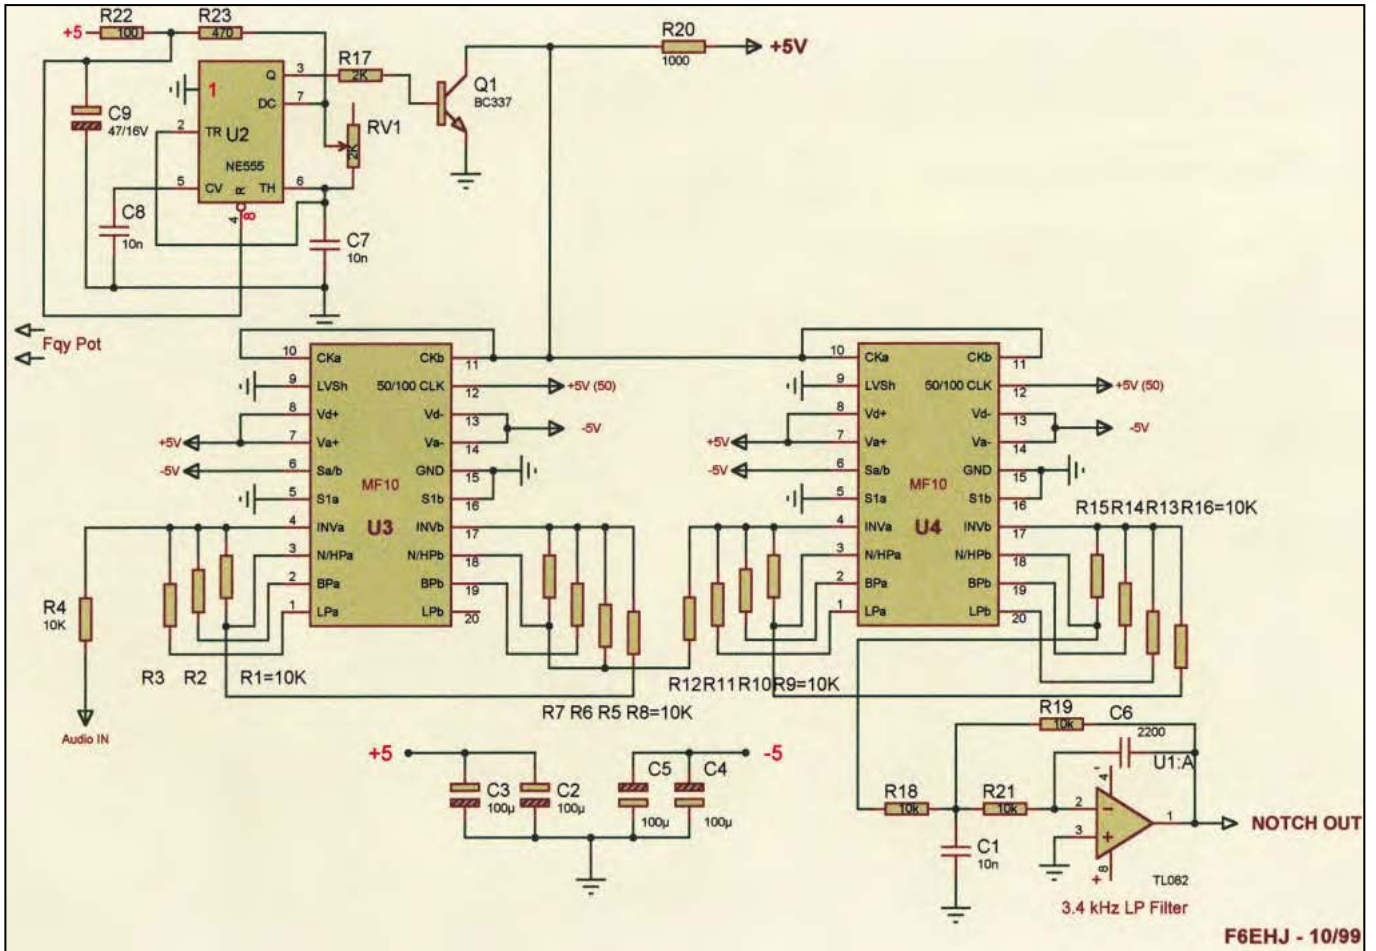 R22
R23
+5
100
470
R20
+5V
1000
R17
2K
Q1
BC337
Q
3
1
DC
7
C9
47/16V
2
TR
U2
RV1
2K
NE555
5
CV
R
TH
6
4
8
C8
10n
C7
10n
Fqy Pot
10
CKa
CKb
11
9
LVSh
50/100 CLK
12
+5V (50)
8
Vd+
Vd-
13
-5V
+5V
7
Va+
Va-
14
-5V
6
Sa/b
GND
15
MF10
5
S1a
S1b
16
U3
4
INVa
INVb
17
3
N/HPa
N/HPb
18
2
BPa
BPb
19
1
LPa
LPb
20
10
CKa
CKb
11
9
LVSh
50/100 CLK
12
+5V (50)
8
Vd+
Vd-
13
-5V
+5V
7
Va+
Va-
14
-5V
6
Sa/b
GND
15
MF10
5
S1a
S1b
16
U4
R15R14R13R16=10K
4
INVa
INVb
17
3
N/HPa
N/HPb
18
2
BPa
BPb
19
1
LPa
LPb
20
R4
10K
R3 R2 R1=10K
R12R11R10R9=10K
R7 R6 R5 R8=10K
Audio IN
+5
-5
C3
100µ
C2
100µ
C5
100µ
C4
100µ
R19
10k
C6
2200
U1:A
R18
10k
R21
10k
4
2
3
1
8
+
NOTCH OUT
C1
10n
TL082
3.4 kHz LP Filter
F6EHJ - 10/99